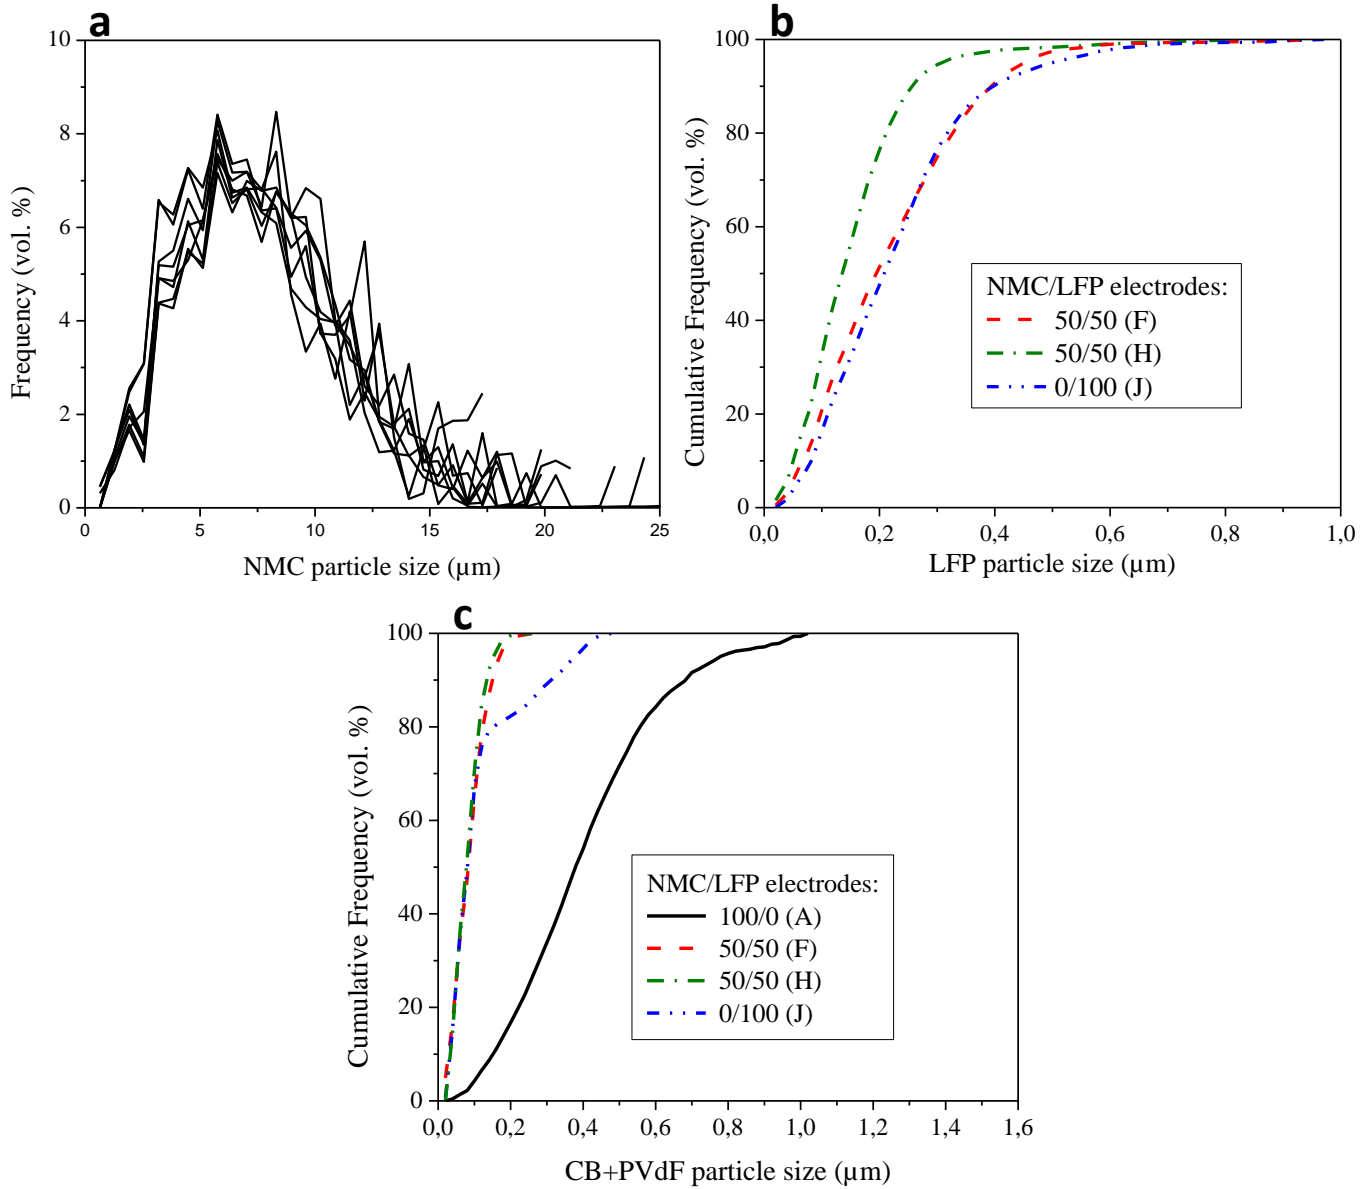 a
10
8
6
4
2
0
Frequency (vol. %)
0
5
10
15
20
25
NMC particle size (µm)
b
100
80
60
40
20
0
Cumulative Frequency (vol. %)
NMC/LFP electrodes:
50/50 (F)
50/50 (H)
0/100 (J)
0,0
0,2
0,4
0,6
0,8
1,0
LFP particle size (µm)
c
100
80
60
40
20
0
Cumulative Frequency (vol. %)
NMC/LFP electrodes:
100/0 (A)
50/50 (F)
50/50 (H)
0/100 (J)
0,0
0,2
0,4
0,6
0,8
1,0
1,2
1,4
1,6
CB+PVdF particle size (µm)